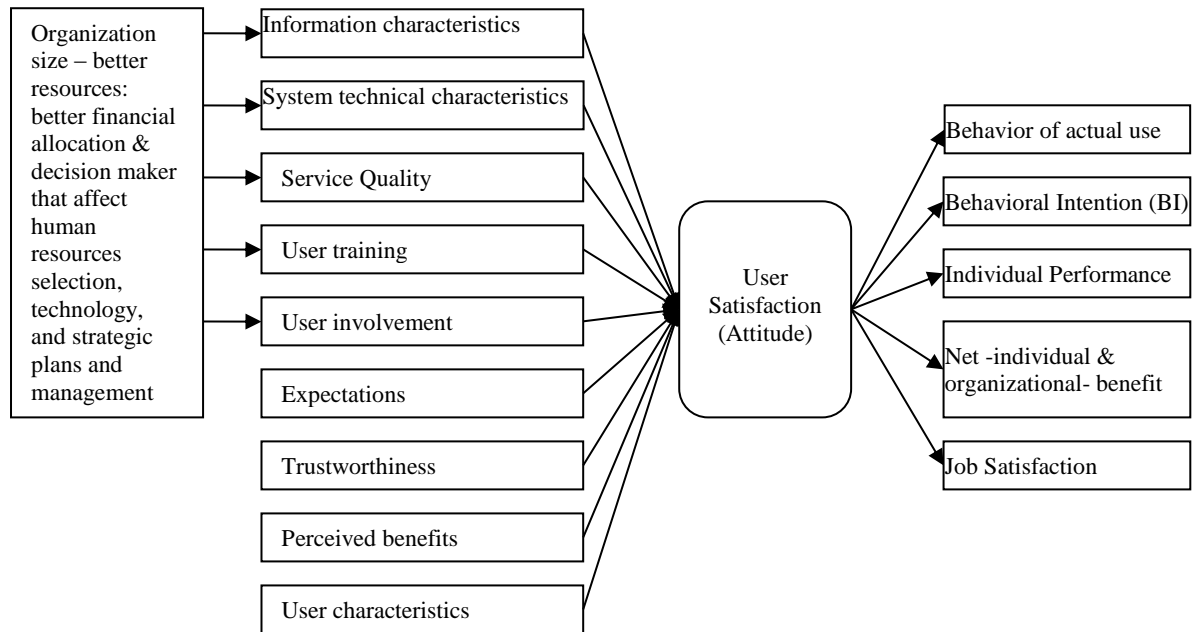 Organization
size – better
resources:
better financial
allocation &
decision maker
that affect
human
resources
selection,
technology,
and strategic
plans and
management
Information characteristics
System technical characteristics
Service Quality
User training
User involvement
Expectations
Trustworthiness
Perceived benefits
User characteristics
User
Satisfaction
(Attitude)
Behavior of actual use
Behavioral Intention (BI)
Individual Performance
Net -individual &
organizational- benefit
Job Satisfaction